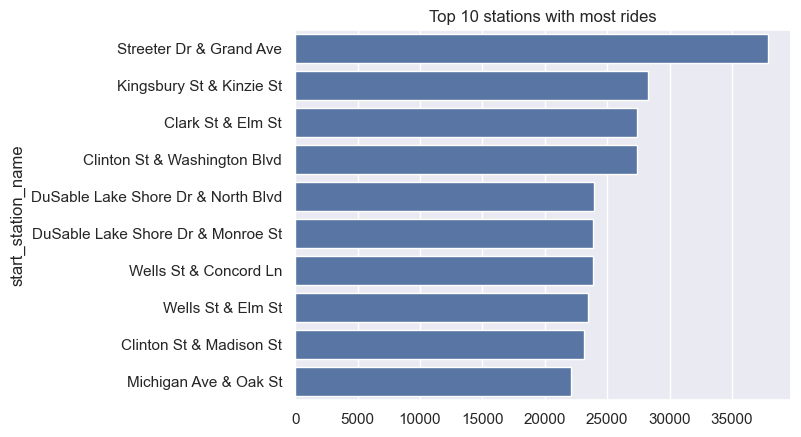 Top 10 stations with most rides
start_station_name
Streeter Dr & Grand Ave
Kingsbury St & Kinzie St
Clark St & Elm St
Clinton St & Washington Blvd
DuSable Lake Shore Dr & North Blvd
DuSable Lake Shore Dr & Monroe St
Wells St & Concord Ln
Wells St & Elm St
Clinton St & Madison St
Michigan Ave & Oak St
0 5000 10000 15000 20000 25000 30000 35000